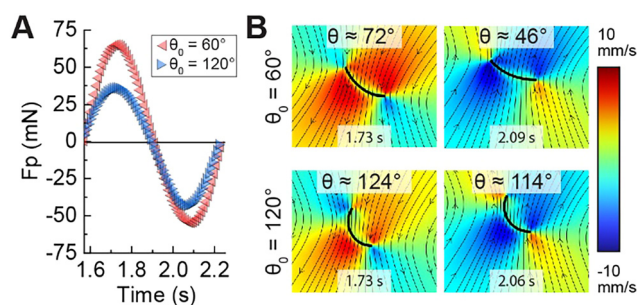 A
θ₀ = 60°
θ₀ = 120°
Fp (mN)
75
50
25
0
-25
-50
75
1.6
1.8
2.0
2.2
Time (s)
B
θ₀ = 60°
θ ≈ 72°
1.73 s
θ ≈ 46°
2.09 s
θ₀ = 120°
θ ≈ 124°
1.73 s
θ ≈ 114°
2.06 s
10
mm/s
-10
mm/s